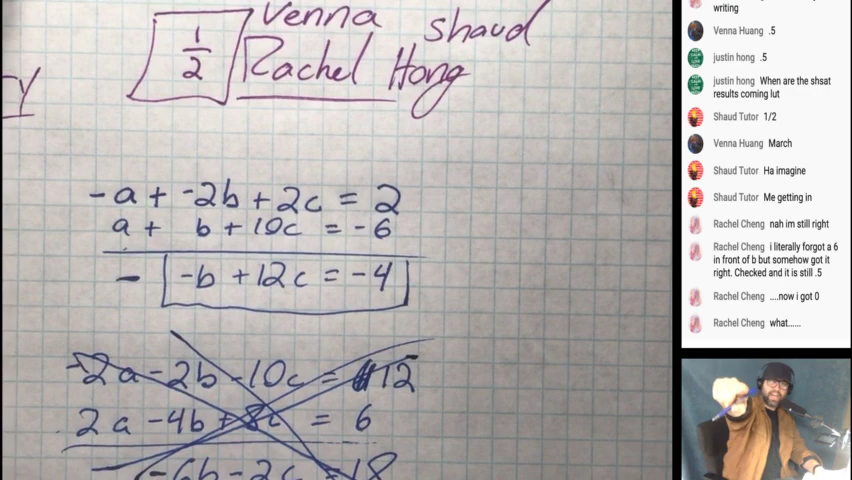 Venna
shaud
1/2
Rachel Hong
Y
-a + -2b + 2c = 2
a + b + 10c = -6
- -b + 12c = -4
-2a - 2b - 10c = 12
2a - 4b + 8c = 6
-6b - 2c = 18
writing
Venna Huang .5
justin hong .5
justin hong When are the shsat
results coming lut
Shaud Tutor 1/2
Venna Huang March
Shaud Tutor Ha imagine
Shaud Tutor Me getting in
Rachel Cheng nah im still right
Rachel Cheng i literally forgot a 6
in front of b but somehow got it
right. Checked and it is still .5
Rachel Cheng ....now i got 0
Rachel Cheng what......